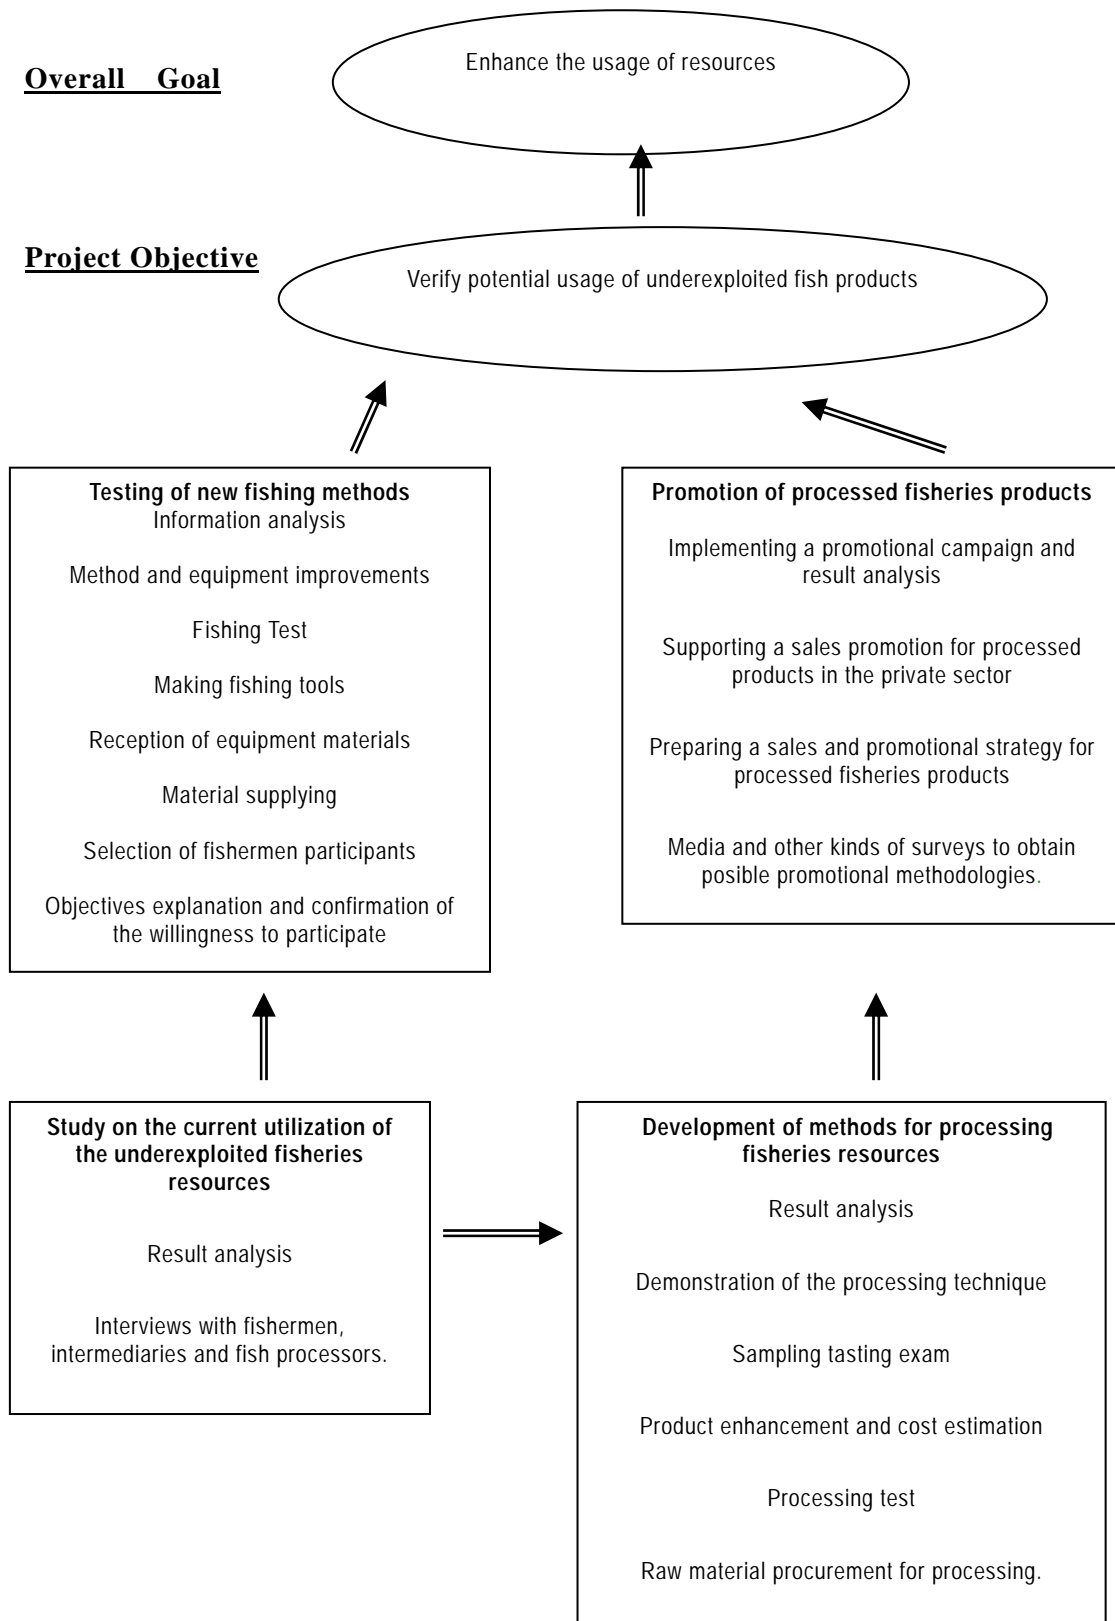 Overall Goal
Enhance the usage of resources
Project Objective
Verify potential usage of underexploited fish products
Testing of new fishing methods
Information analysis
Method and equipment improvements
Fishing Test
Making fishing tools
Reception of equipment materials
Material supplying
Selection of fishermen participants
Objectives explanation and confirmation of
the willingness to participate
Promotion of processed fisheries products
Implementing a promotional campaign and
result analysis
Supporting a sales promotion for processed
products in the private sector
Preparing a sales and promotional strategy for
processed fisheries products
Media and other kinds of surveys to obtain
posible promotional methodologies.
Study on the current utilization of
the underexploited fisheries
resources
Result analysis
Interviews with fishermen,
intermediaries and fish processors.
Development of methods for processing
fisheries resources
Result analysis
Demonstration of the processing technique
Sampling tasting exam
Product enhancement and cost estimation
Processing test
Raw material procurement for processing.